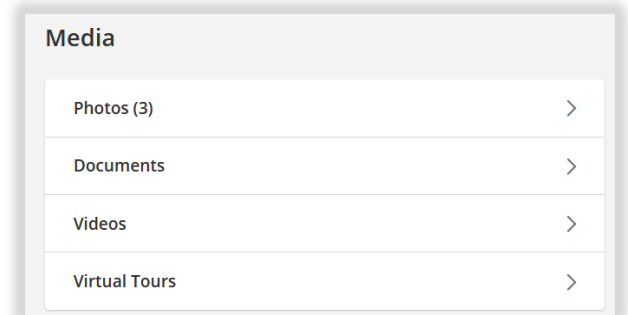 Media
Photos (3)
Documents
Videos
Virtual Tours